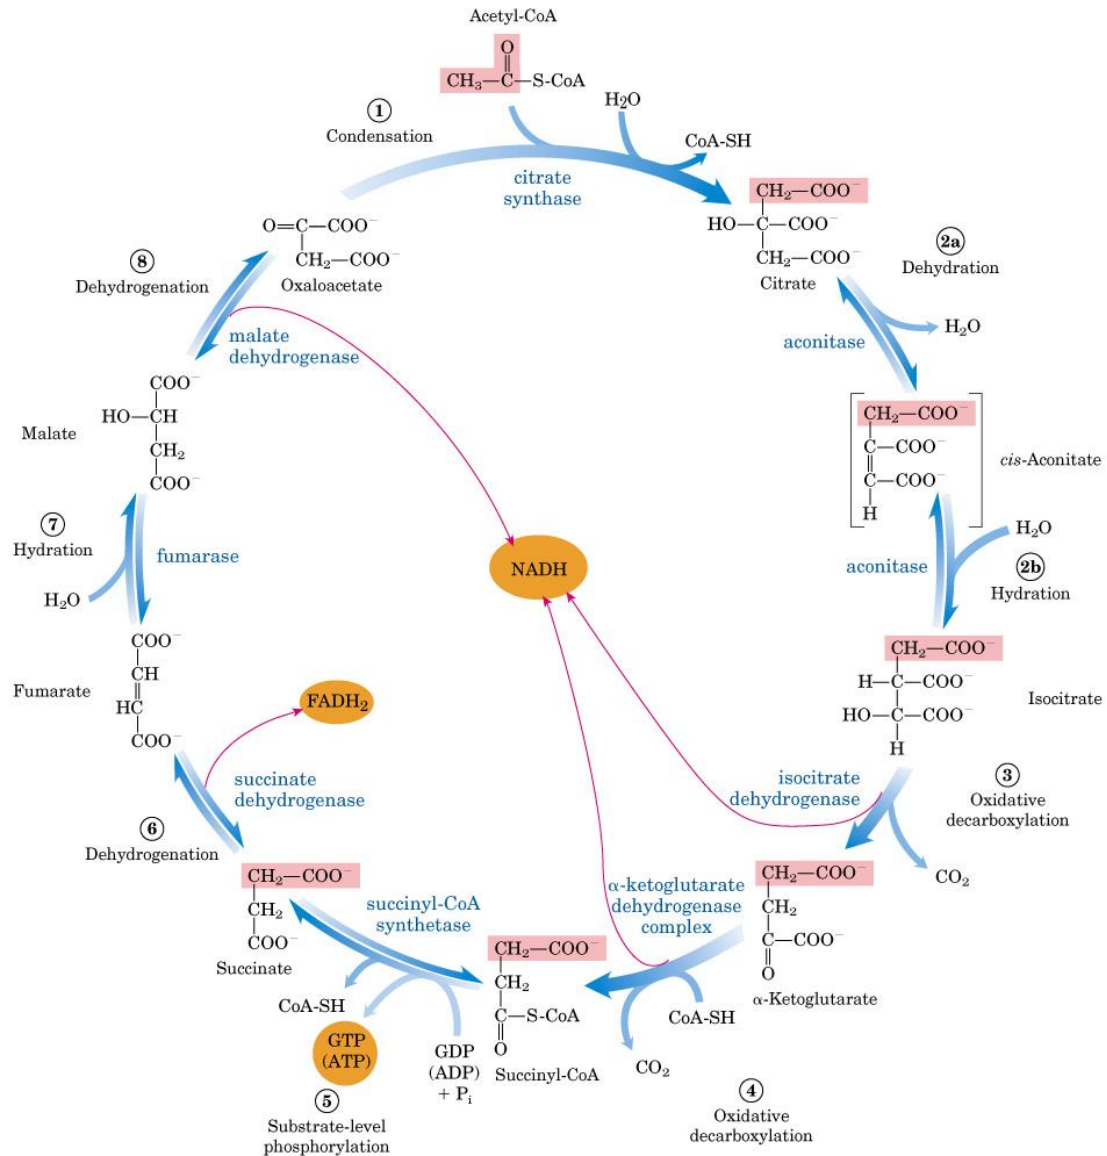 Acetyl-CoA
O
CH₃—C—S-CoA
①
Condensation
H₂O
CoA-SH
citrate
synthase
CH₂—COO⁻
HO—C—COO⁻
CH₂—COO⁻
Citrate
2a
Dehydration
H₂O
aconitase
CH₂—COO⁻
C—COO⁻
C—COO⁻
H
cis-Aconitate
aconitase
H₂O
2b
Hydration
CH₂—COO⁻
H—C—COO⁻
HO—C—COO⁻
H
Isocitrate
isocitrate
dehydrogenase
③
Oxidative
decarboxylation
CO₂
CH₂—COO⁻
CH₂
C—COO⁻
O
α-Ketoglutarate
α-ketoglutarate
dehydrogenase
complex
CoA-SH
CO₂
④
Oxidative
decarboxylation
CH₂—COO⁻
CH₂
C—S-CoA
O
Succinyl-CoA
succinyl-CoA
synthetase
GDP
(ADP)
+ Pᵢ
CoA-SH
GTP
(ATP)
⑤
Substrate-level
phosphorylation
CH₂—COO⁻
CH₂
COO⁻
Succinate
⑥
Dehydrogenation
succinate
dehydrogenase
FADH₂
COO⁻
CH
HC
COO⁻
Fumarate
⑦
Hydration
H₂O
fumarase
COO⁻
HO—CH
CH₂
COO⁻
Malate
⑧
Dehydrogenation
malate
dehydrogenase
O=C—COO⁻
CH₂—COO⁻
Oxaloacetate
NADH